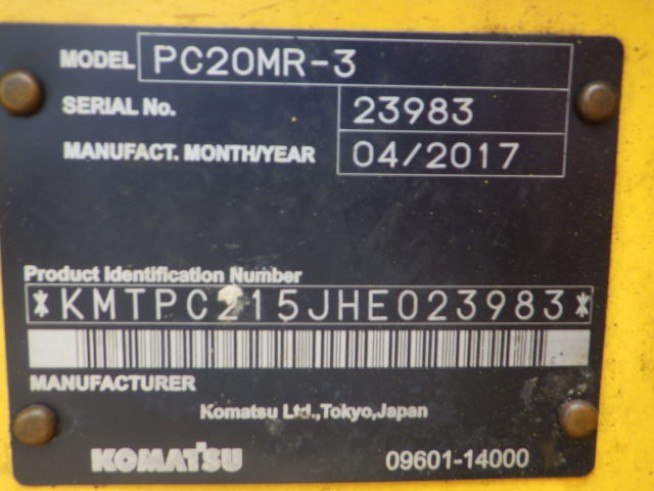 MODEL PC20MR-3
SERIAL No. 23983
MANUFACT. MONTH/YEAR 04/2017
Product Identification Number
*KMTPC215JHE023983*
MANUFACTURER
Komatsu Ltd.,Tokyo,Japan
KOMATSU 09601-14000